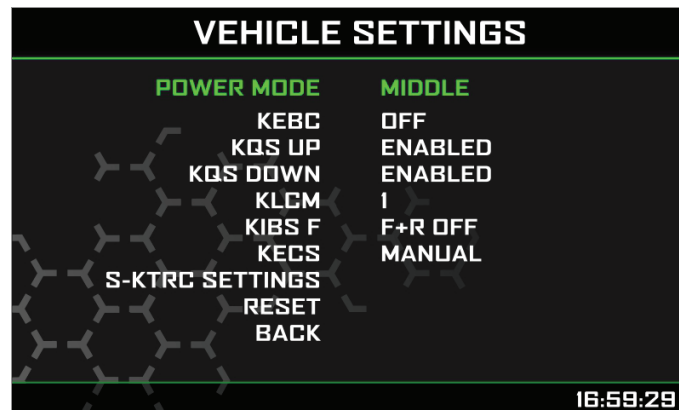 VEHICLE SETTINGS
POWER MODE MIDDLE
KEBC OFF
KQS UP ENABLED
KQS DOWN ENABLED
KLCM 1
KIBS F F+R OFF
KECS MANUAL
S-KTRC SETTINGS
RESET
BACK
16:59:29